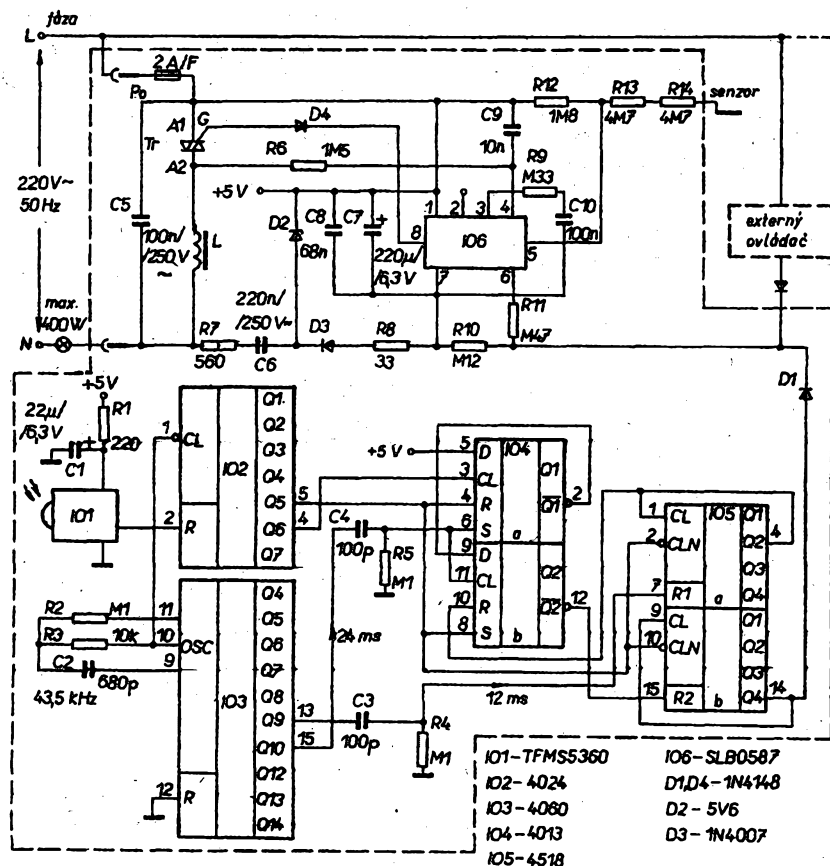 fáza
L
2A/F
Po
A1
G
D4
Tr
A2
R6
1M5
C9
10n
R12
1M8
R13
4M7
R14
4M7
senzor
220V~
50Hz
C5
100n/
/250V
~
L
+5V
D2
C8
68n
C7
+
220µ/
/6,3V
R9
M33
C10
100n
1
2
3
4
8
IO6
5
7
6
R11
M47
externý
ovládač
max.
400W
N
R7
560
220n/
/250V~
C6
D3
R8
33
R10
M12
D1
+5V
22µ/
/6,3V
R1
220
C1
+
IO1
1
CL
2
R
IO2
Q1
Q2
Q3
Q4
Q5
Q6
Q7
5
4
R2
M1
R3
10k
C2
680p
43,5 kHz
11
10
9
OSC
IO3
12
R
Q4
Q5
Q6
Q7
Q8
Q9
Q10
Q12
Q13
Q14
13
15
C4
100p
R5
M1
24 ms
C3
100p
R4
M1
12 ms
+5V
5
D
3
CL
4
R
6
S
9
D
11
CL
10
R
8
S
IO4
Q1
Q1
2
a
Q2
Q2
12
b
1
CL
2
CLN
7
R1
9
CL
10
CLN
15
R2
IO5
Q1
Q2
4
Q3
Q4
a
Q1
Q2
Q3
Q4
14
b
IO1-TFMS5360
IO2-4024
IO3-4060
IO4-4013
IO5-4518
IO6-SLB0587
D1,D4-1N4148
D2-5V6
D3-1N4007